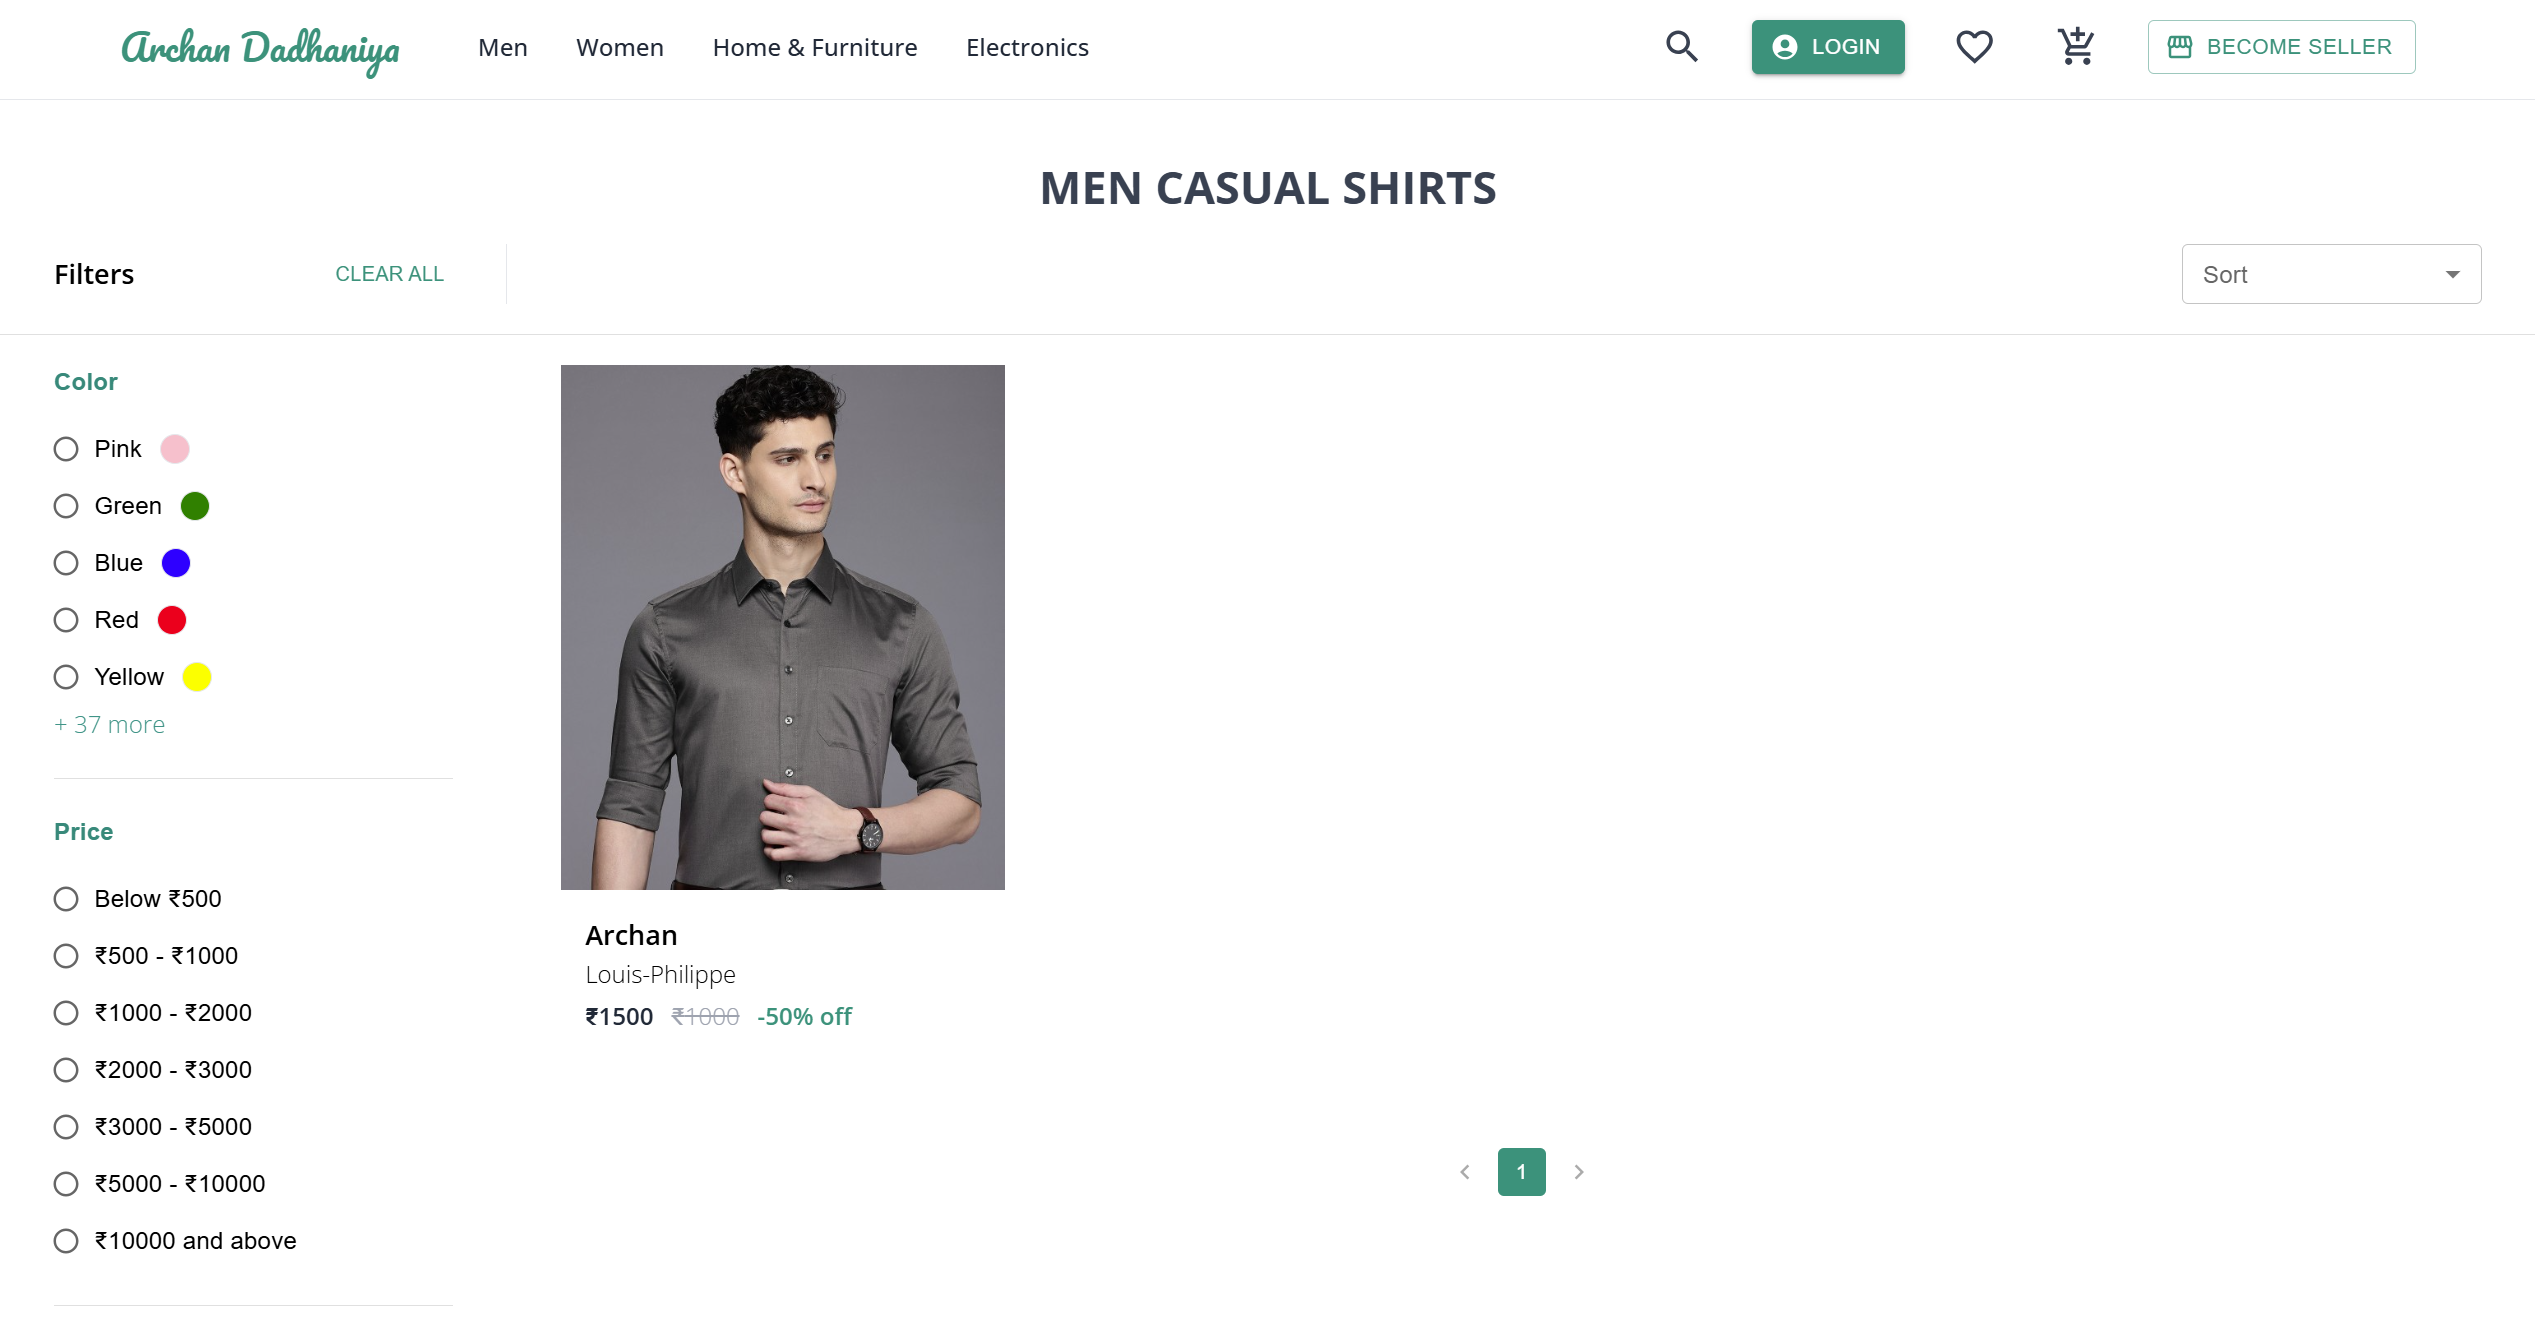 Archan Dadhaniya
Men
Women
Home & Furniture
Electronics
LOGIN
BECOME SELLER
MEN CASUAL SHIRTS
Filters
CLEAR ALL
Sort
Color
Pink
Green
Blue
Red
Yellow
+ 37 more
Price
Below ₹500
₹500 - ₹1000
₹1000 - ₹2000
₹2000 - ₹3000
₹3000 - ₹5000
₹5000 - ₹10000
₹10000 and above
Archan
Louis-Philippe
₹1500 ₹1000 -50% off
1